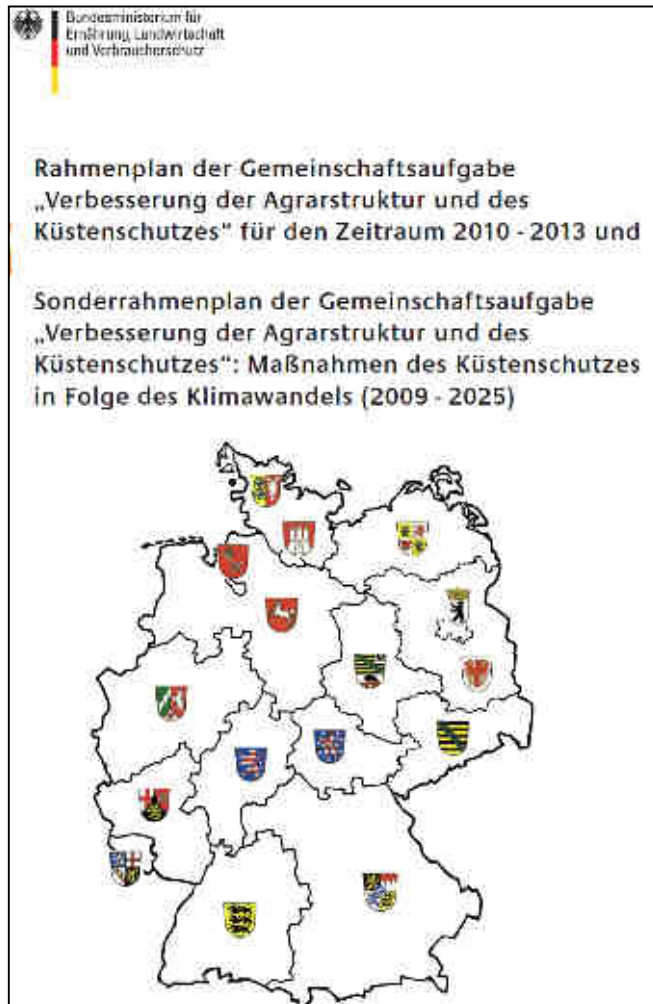 Bundesministerium für
Ernährung, Landwirtschaft
und Verbraucherschutz
Rahmenplan der Gemeinschaftsaufgabe
„Verbesserung der Agrarstruktur und des
Küstenschutzes“ für den Zeitraum 2010 - 2013 und
Sonderrahmenplan der Gemeinschaftsaufgabe
„Verbesserung der Agrarstruktur und des
Küstenschutzes“: Maßnahmen des Küstenschutzes
in Folge des Klimawandels (2009 - 2025)